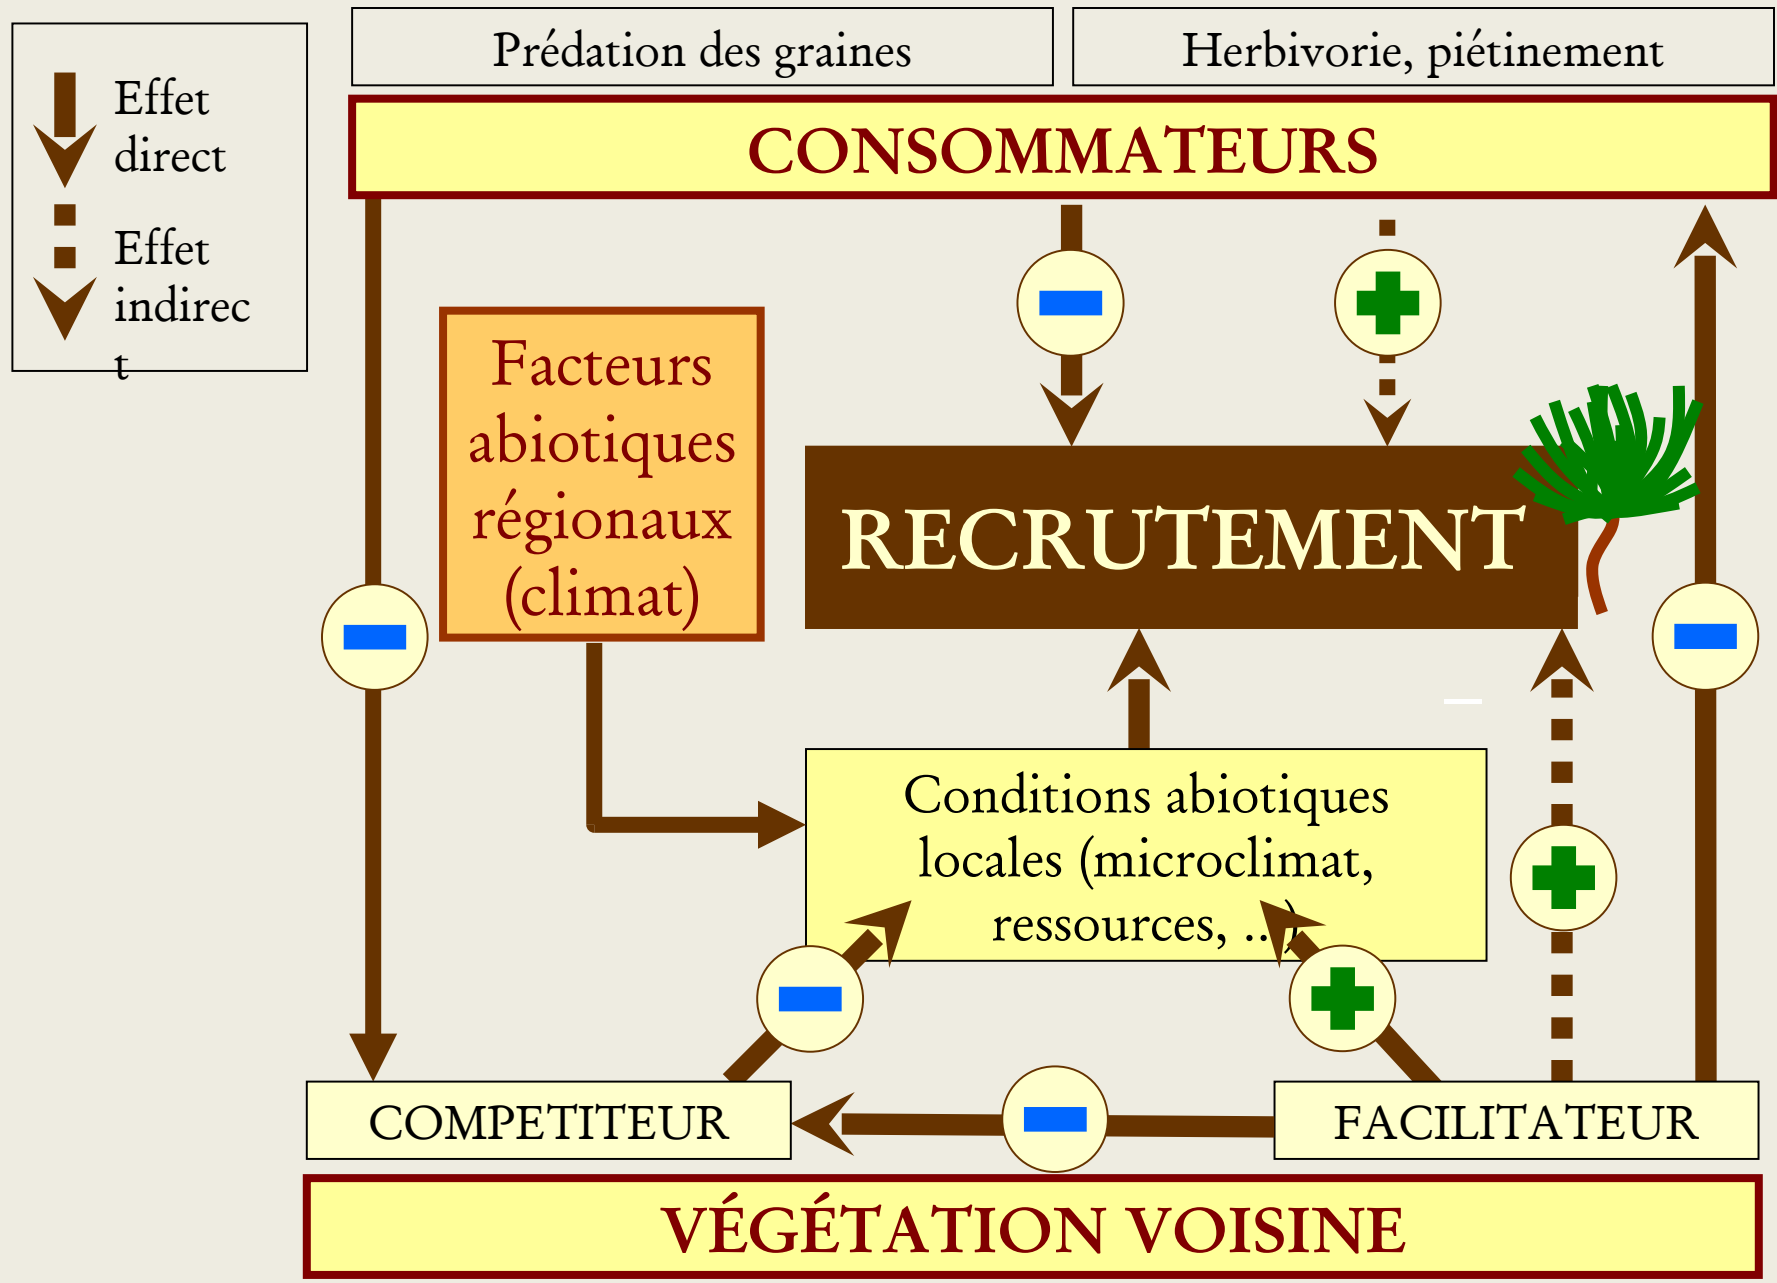 Prédation des graines
Herbivorie, piétinement
Effet
direct
Effet
indirec
t
CONSOMMATEURS
Facteurs
abiotiques
régionaux
(climat)
RECRUTEMENT
Conditions abiotiques
locales (microclimat,
ressources, ...)
COMPETITEUR
FACILITATEUR
VÉGÉTATION VOISINE